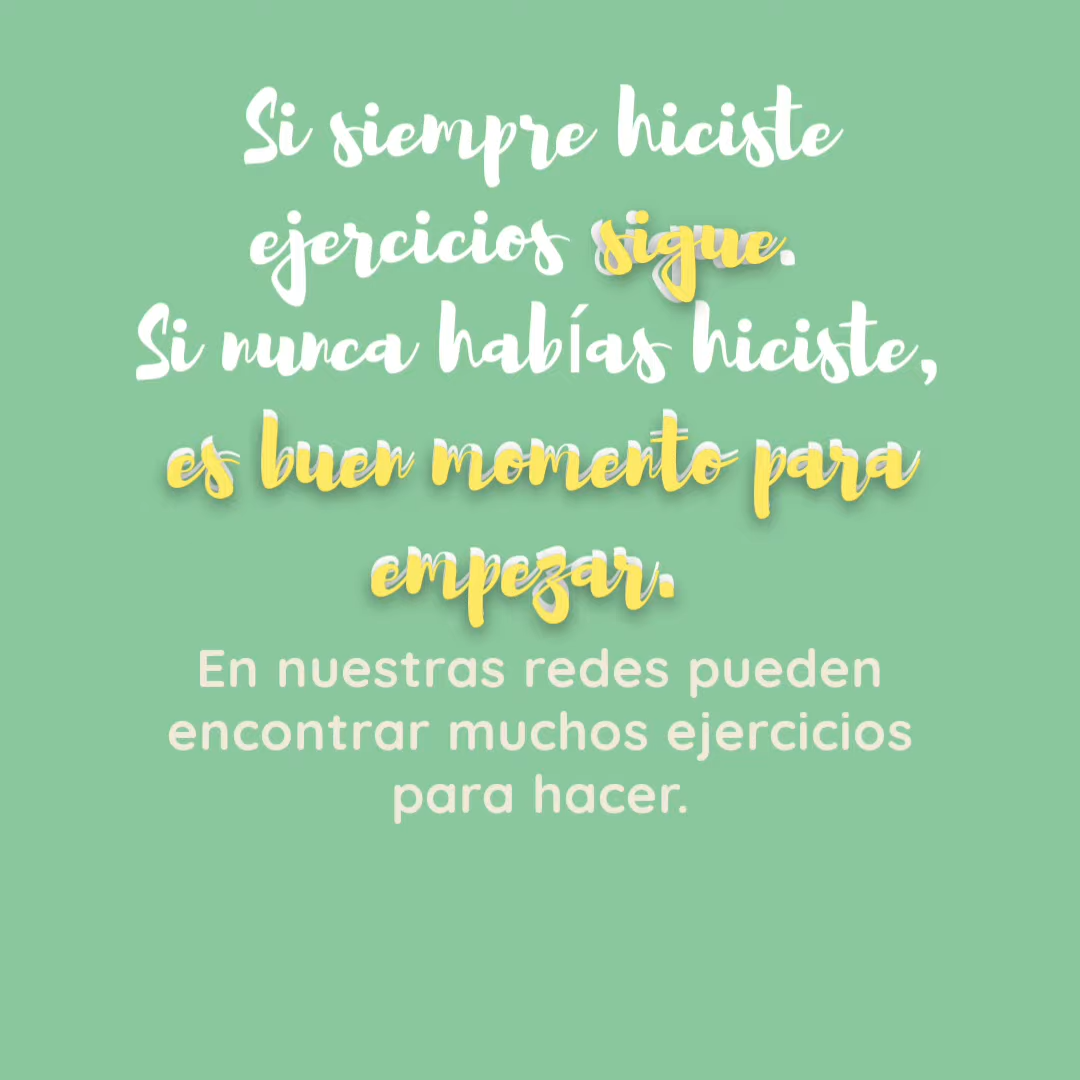 Si siempre hiciste
ejercicios sigue.
Si nunca habías hiciste,
es buen momento para
empezar.
En nuestras redes pueden
encontrar muchos ejercicios
para hacer.